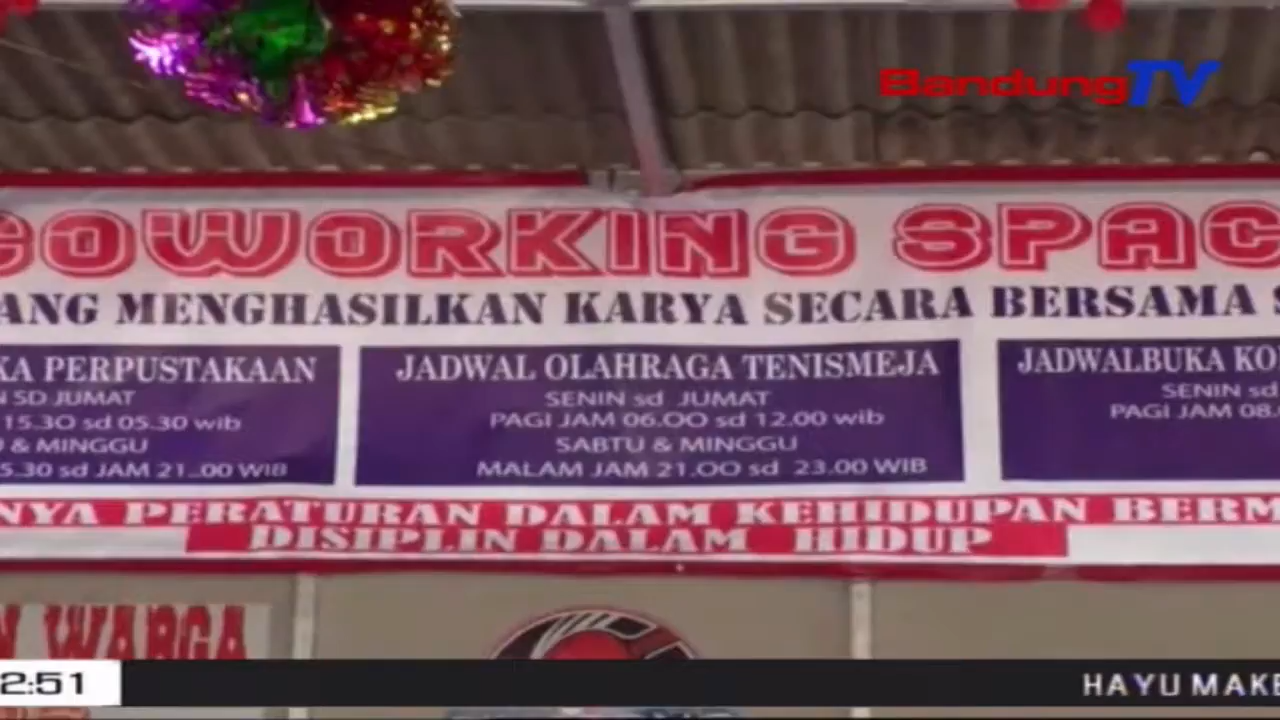 BandungTV
COWORKING SPAC
ANG MENGHASILKAN KARYA SECARA BERSAMA S
KA PERPUSTAKAAN
N SD JUMAT
15.30 sd 05.30 wib
& MINGGU
5.30 sd JAM 21..00 WIB
JADWAL OLAHRAGA TENISMEJA
SENIN sd JUMAT
PAGI JAM 06.OO sd 12.00 wib
SABTU & MINGGU
MALAM JAM 21.OO sd 23.00 WIB
JADWALBUKA KO
SENIN sd
PAGI JAM 08.
NYA PERATURAN DALAM KEHIDUPAN BERM
DISIPLIN DALAM HIDUP
N WARGA
2:51
HAYU MAKE